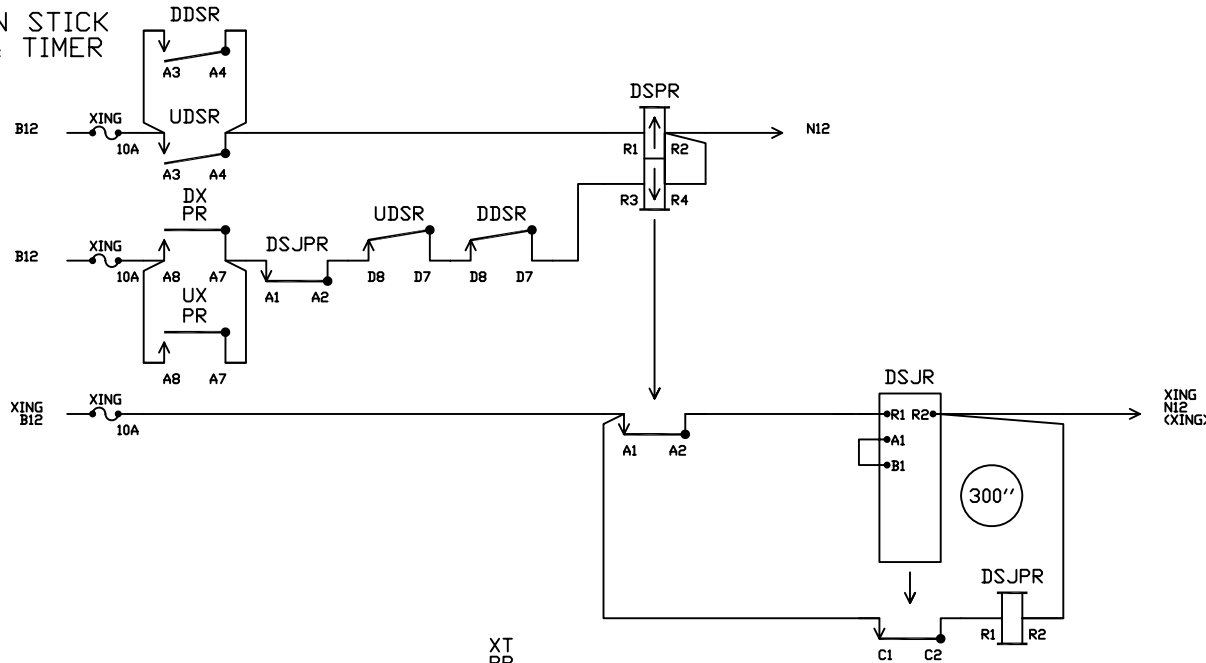 N STICK
& TIMER
DDSR
A3 A4
B12
XING
10A
UDSR
A3 A4
DSPR
R1 R2
R3 R4
N12
DX
PR
B12
XING
10A
A8 A7
DSJPR
A1 A2
UDSR
D8 D7
DDSR
D8 D7
UX
PR
A8 A7
XING
B12
XING
10A
A1 A2
DSJR
R1 R2
A1
B1
300"
XING
N12
(XING)
DSJPR
R1 R2
C1 C2
XT